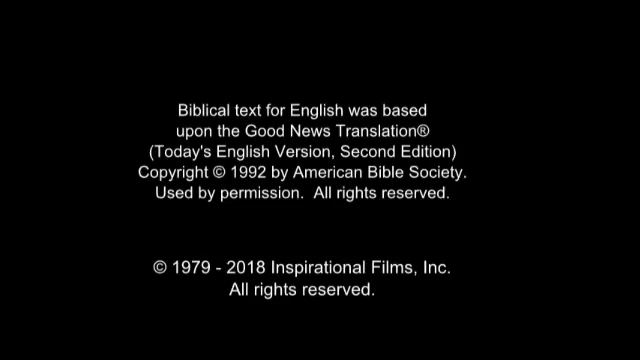 Biblical text for English was based
upon the Good News Translation®
(Today's English Version, Second Edition)
Copyright © 1992 by American Bible Society.
Used by permission.  All rights reserved.
© 1979 - 2018 Inspirational Films, Inc.
All rights reserved.